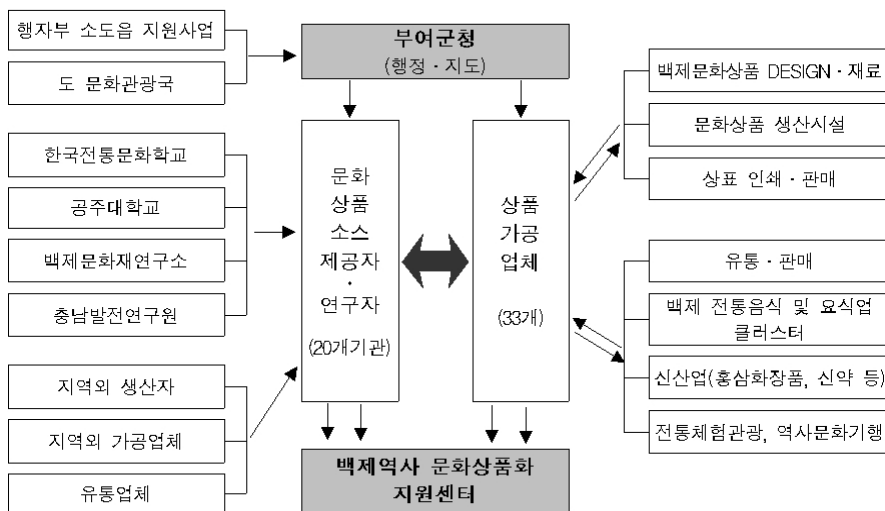 행자부 소도읍 지원사업
도 문화관광국
한국전통문화학교
공주대학교
백제문화재연구소
충남발전연구원
지역외 생산자
지역외 가공업체
유통업체
부여군청
(행정 · 지도)
문화
상품
소스
제공자
·
연구자
(20개기관)
상품
가공
업체
(33개)
백제역사 문화상품화
지원센터
백제문화상품 DESIGN · 재료
문화상품 생산시설
상표 인쇄 · 판매
유통 · 판매
백제 전통음식 및 요식업
클러스터
신산업(홍삼화장품, 신약 등)
전통체험관광, 역사문화기행